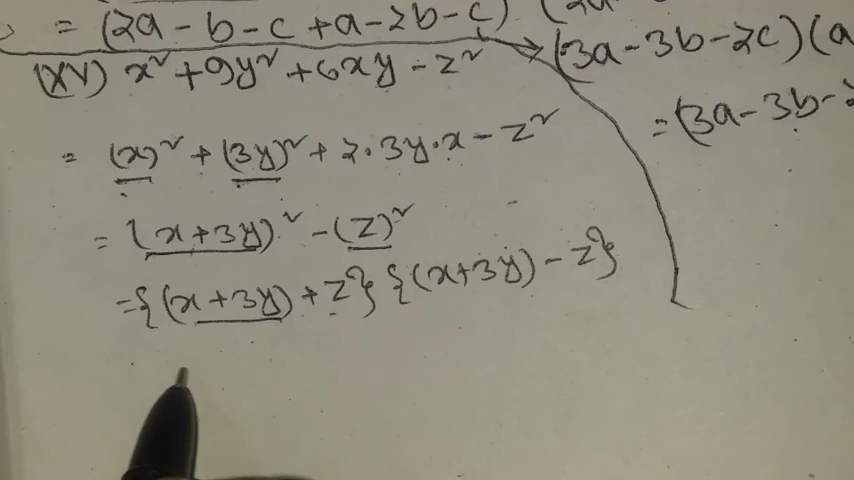 = (2a - b - c + a - 2b - c)
(3a - 3b - 2c) (a
= (3a - 3b -
(xv) x² + 9y² + 6xy - z²
= (x)² + (3y)² + 2·3y·x - z²
= (x + 3y)² - (z)²
= {(x + 3y) + z} {(x + 3y) - z}